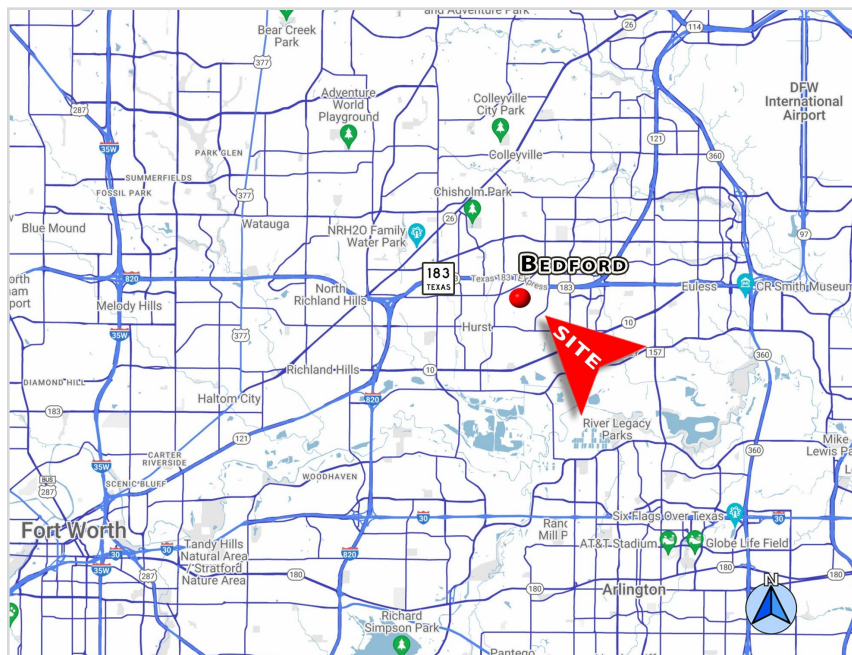 and Adventure Park
Bear Creek
Park
26
114
377
DFW
International
Airport
Adventure
World
Playground
Colleyville
City Park
287
121
35W
PARK GLEN
Colleyville
360
377
SUMMERFIELDS
FOSSIL PARK
Chisholm Park
26
Blue Mound
Watauga
NRH2O Family
Water Park
97
BEDFORD
183
TEXAS
820
North
Richland Hills
183
Euless
CR Smith Museum
Melody Hills
SITE
35W
377
Hurst
10
157
360
Richland Hills
10
DIAMOND HILL
Haltom City
820
183
121
River Legacy
Parks
360
Mike
Lewis Pa
CARTER
RIVERSIDE
35W
WOODHAVEN
SCENIC BLUFF
BUS
287
Fort Worth
30
Six Flags Over Texas
30
Tandy Hills
Natural Area
/ Stratford
Nature Area
30
820
AT&T Stadium
Globe Life Field
35W
287
180
180
180
Arlington
N
Richard
Simpson Park
Pantego